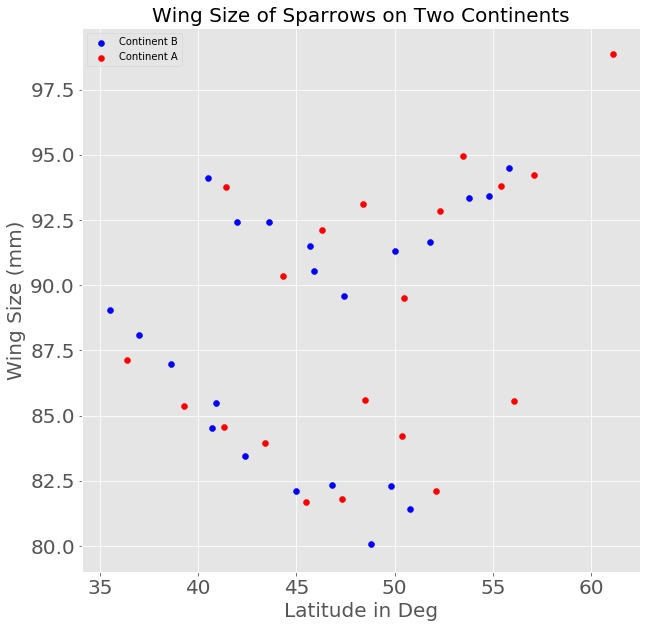 Wing Size of Sparrows on Two Continents
Continent B
Continent A
97.5
95.0
92.5
90.0
87.5
85.0
82.5
80.0
Wing Size (mm)
35 40 45 50 55 60
Latitude in Deg